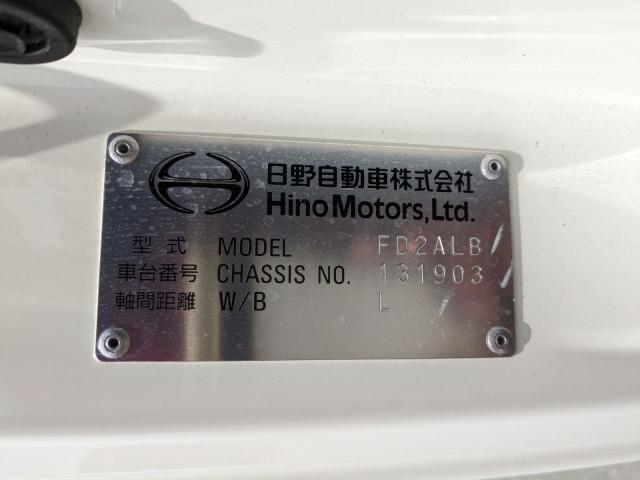 日野自動車株式会社
Hino Motors, Ltd.
型式 MODEL FD2ALB
車台番号 CHASSIS NO. 131903
軸間距離 W/B L